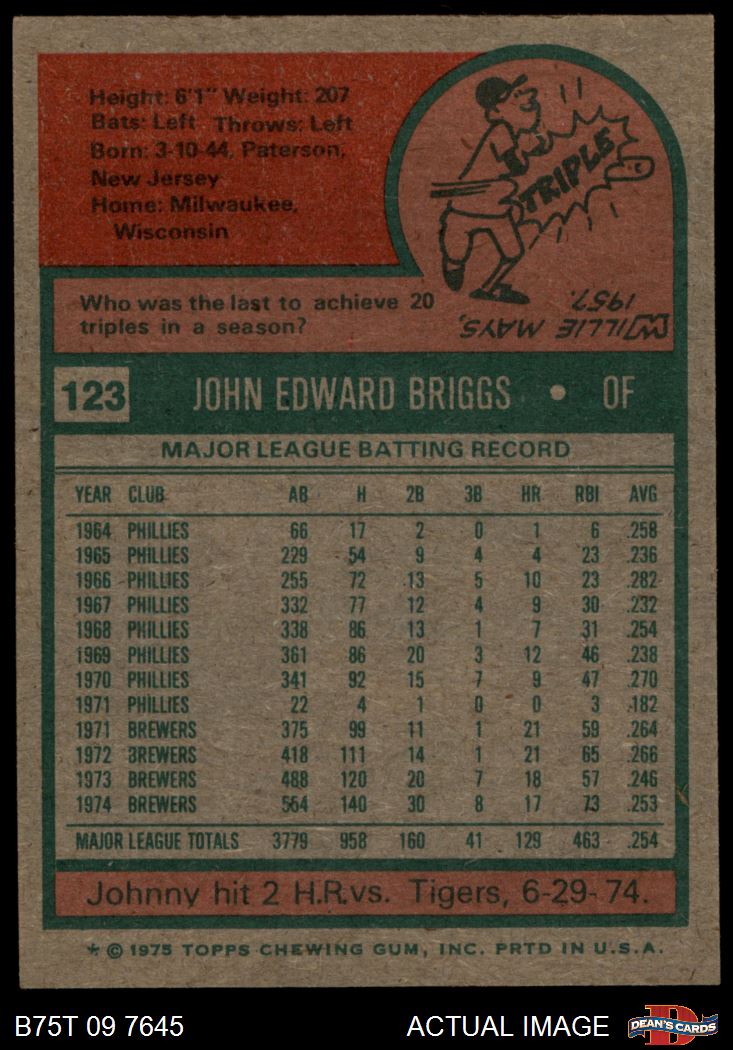 Height: 6'1" Weight: 207
Bats: Left Throws: Left
Born: 3-10-44, Paterson,
New Jersey
Home: Milwaukee,
Wisconsin
TRIPLE
Who was the last to achieve 20
triples in a season?
WILLIE MAYS,
1957.
123 JOHN EDWARD BRIGGS • OF
MAJOR LEAGUE BATTING RECORD
YEAR CLUB AB H 2B 3B HR RBI AVG
1964 PHILLIES 66 17 2 0 1 6 .258
1965 PHILLIES 229 54 9 4 4 23 .236
1966 PHILLIES 255 72 13 5 10 23 .282
1967 PHILLIES 332 77 12 4 9 30 .232
1968 PHILLIES 338 86 13 1 7 31 .254
1969 PHILLIES 361 86 20 3 12 46 .238
1970 PHILLIES 341 92 15 7 9 47 .270
1971 PHILLIES 22 4 1 0 0 3 .182
1971 BREWERS 375 99 11 1 21 59 .264
1972 BREWERS 418 111 14 1 21 65 .266
1973 BREWERS 488 120 20 7 18 57 .246
1974 BREWERS 554 140 30 8 17 73 .253
MAJOR LEAGUE TOTALS 3779 958 160 41 129 463 .254
Johnny hit 2 H.R.vs. Tigers, 6-29-74.
* © 1975 TOPPS CHEWING GUM, INC. PRTD IN U.S.A.
B75T 09 7645 ACTUAL IMAGE D DEAN'S CARDS